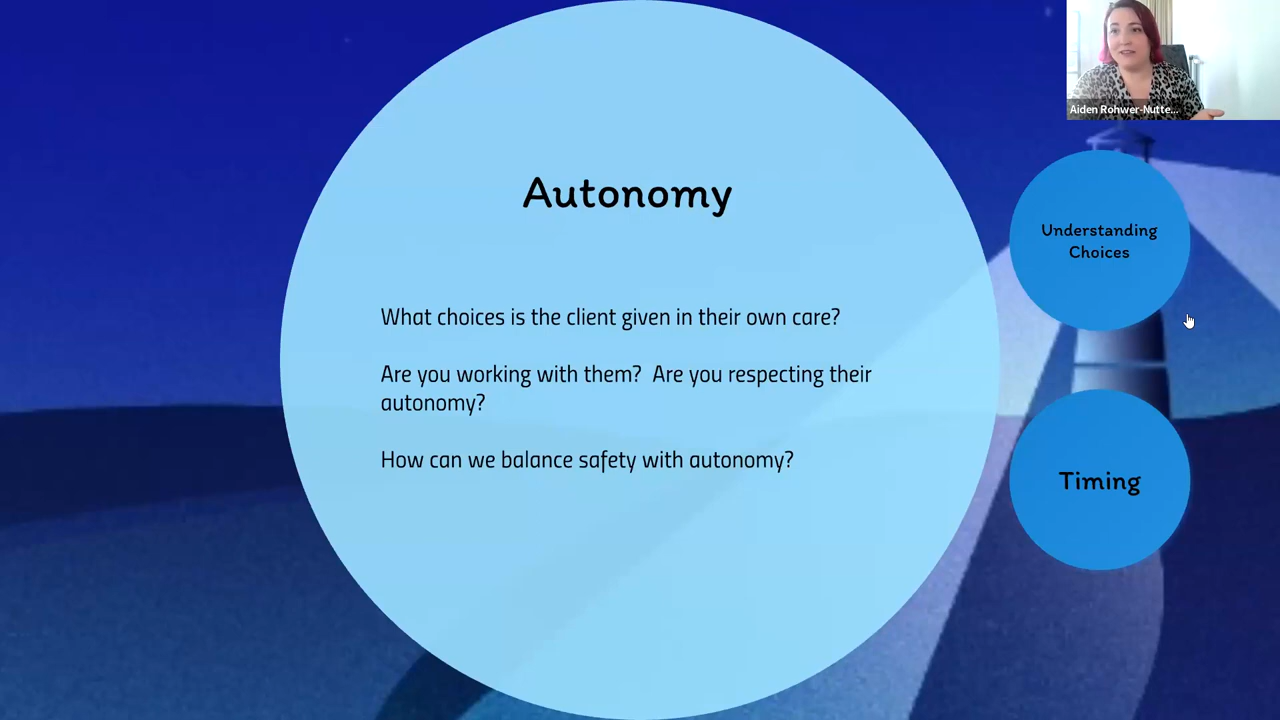 Autonomy
What choices is the client given in their own care?
Are you working with them?  Are you respecting their
autonomy?
How can we balance safety with autonomy?
Aiden Rohwer-Nutte...
Understanding
Choices
Timing